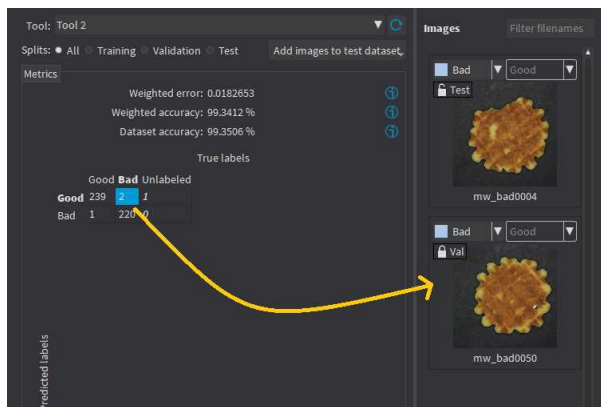 Tool: Tool 2
Splits: All Training Validation Test Add images to test dataset
Metrics
Weighted error: 0.0182653
Weighted accuracy: 99.3412 %
Dataset accuracy: 99.3506 %
True labels
Good Bad Unlabeled
Good 239 2 1
Bad 1 220 0
Predicted labels
Images Filter filenames
Bad Good
Test
mw_bad0004
Bad Good
Val
mw_bad0050